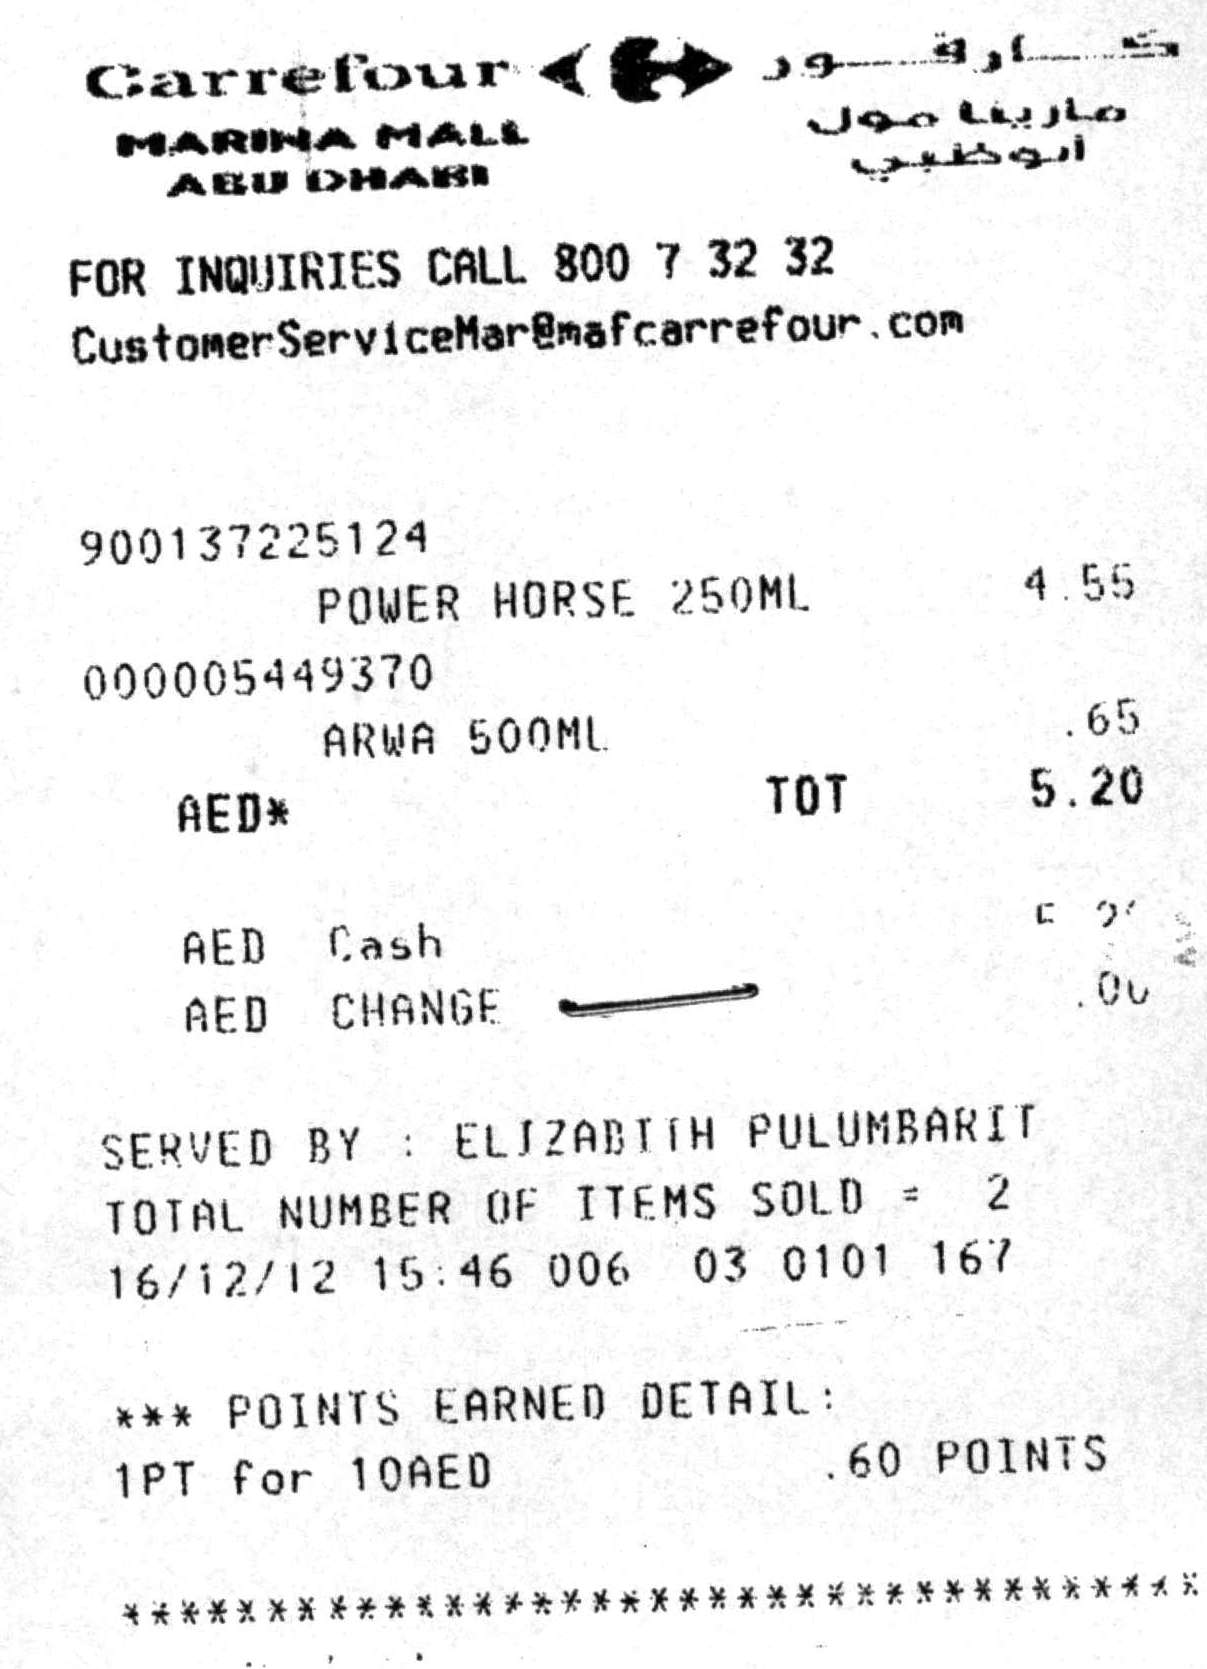 Carrefour كارفور
MARINA MALL مارينا مول
ABU DHABI أبوظبي
FOR INQUIRIES CALL 800 7 32 32
CustomerServiceMar@mafcarrefour.com
900137225124
POWER HORSE 250ML 4.55
000005449370
ARWA 500ML .65
AED* TOT 5.20
AED Cash
AED CHANGE .00
SERVED BY : ELIZABITH PULUMBARIT
TOTAL NUMBER OF ITEMS SOLD = 2
16/12/12 15:46 006 03 0101 167
*** POINTS EARNED DETAIL:
1PT for 10AED .60 POINTS
*************************************